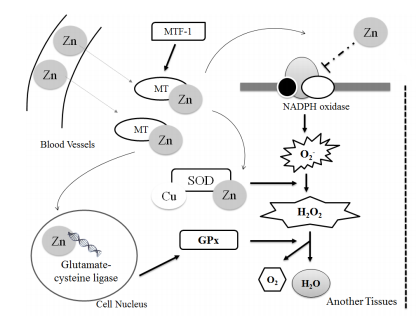 Zn
MTF-1
Zn
Zn
MT
Zn
NADPH oxidase
MT
Zn
Blood Vessels
O2-
SOD
Cu
Zn
H2O2
Zn
GPx
Glutamate-
cysteine ligase
O2
H2O
Cell Nucleus
Another Tissues